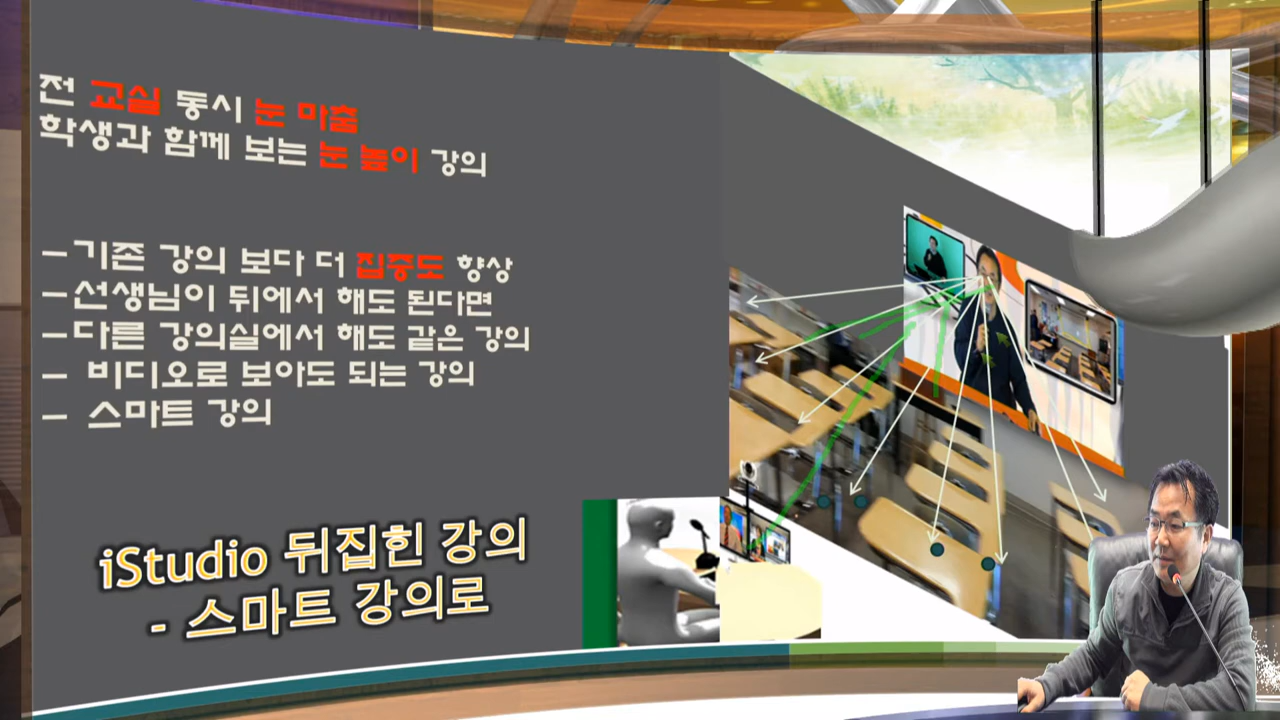 전 교실 동시 눈 마춤
학생과 함께 보는 눈 높이 강의
-기존 강의 보다 더 집중도 향상
-선생님이 뒤에서 해도 된다면
-다른 강의실에서 해도 같은 강의
- 비디오로 보아도 되는 강의
- 스마트 강의
iStudio 뒤집힌 강의
- 스마트 강의로